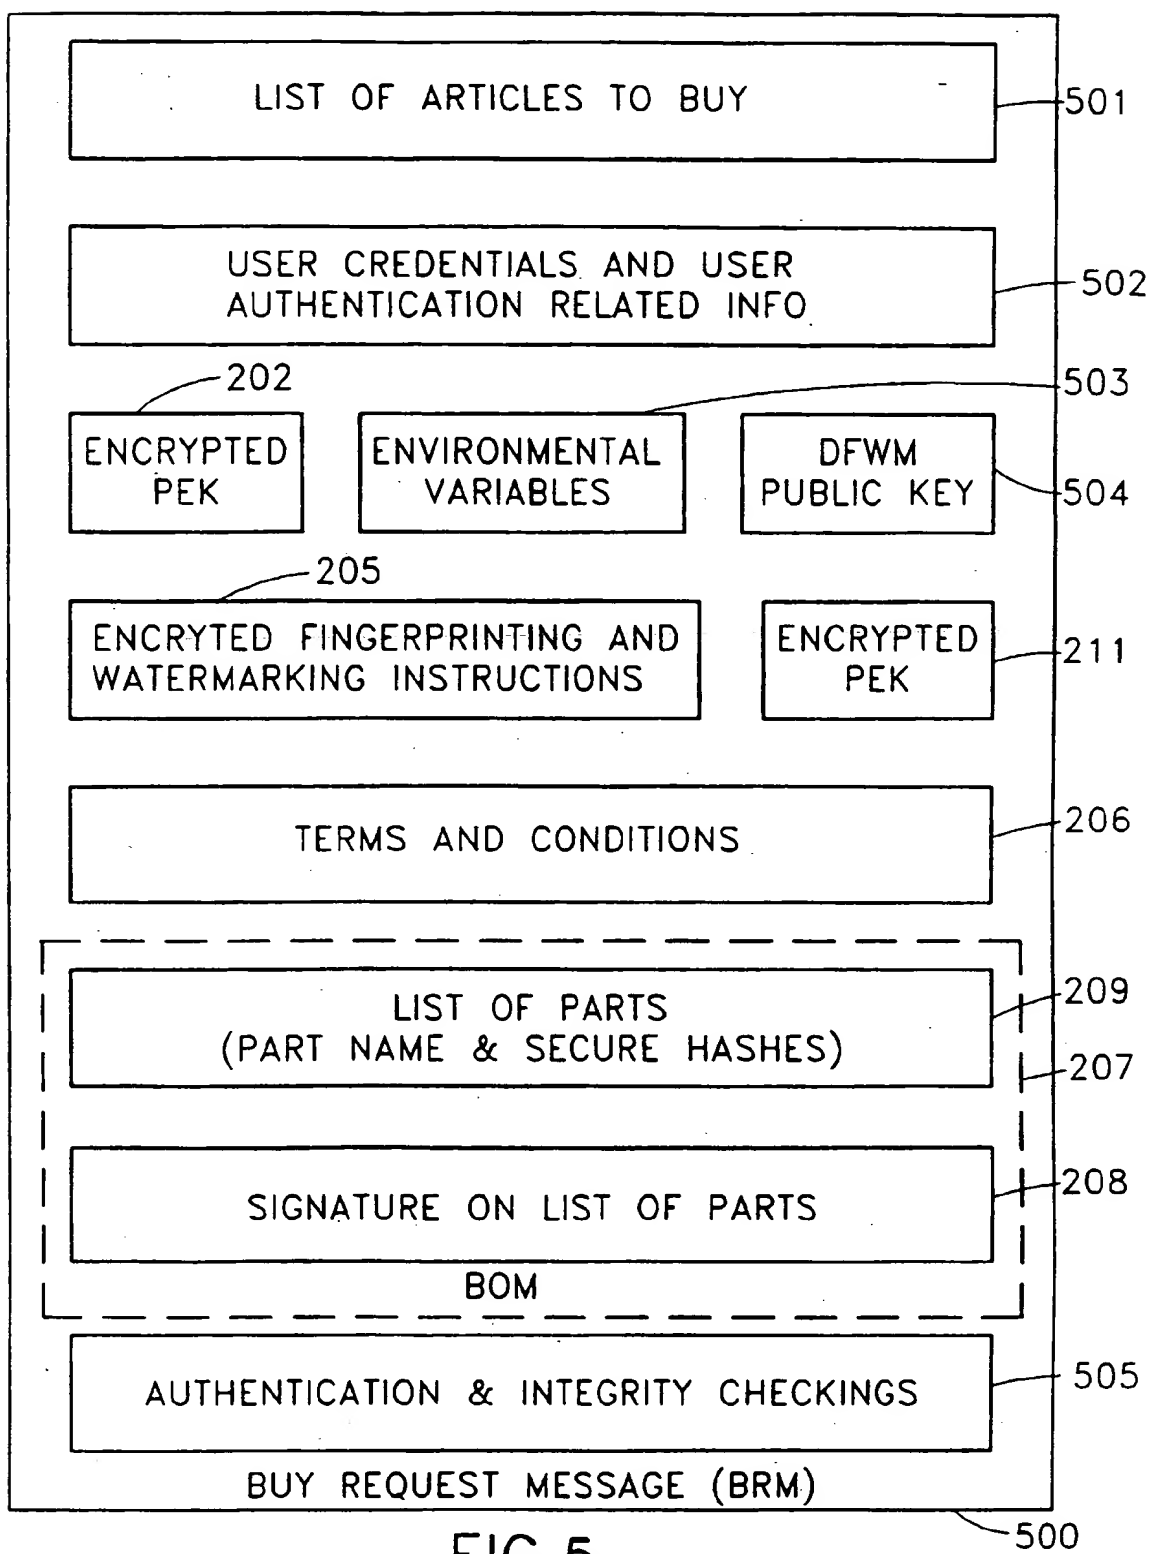 LIST OF ARTICLES TO BUY
501
USER CREDENTIALS AND USER
AUTHENTICATION RELATED INFO
502
202
503
ENCRYPTED
PEK
ENVIRONMENTAL
VARIABLES
DFWM
PUBLIC KEY
504
205
ENCRYTED FINGERPRINTING AND
WATERMARKING INSTRUCTIONS
ENCRYPTED
PEK
211
TERMS AND CONDITIONS
206
LIST OF PARTS
(PART NAME & SECURE HASHES)
209
207
SIGNATURE ON LIST OF PARTS
208
BOM
AUTHENTICATION & INTEGRITY CHECKINGS
505
BUY REQUEST MESSAGE (BRM)
500
FIG.5